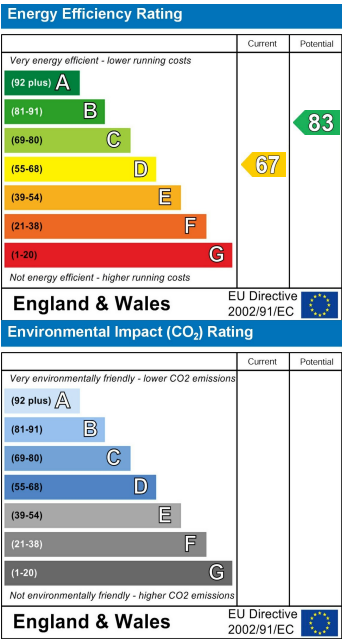 Energy Efficiency Rating
Current Potential
Very energy efficient - lower running costs
(92 plus) A
(81-91) B
83
(69-80) C
(55-68) D
67
(39-54) E
(21-38) F
(1-20) G
Not energy efficient - higher running costs
England & Wales
EU Directive
2002/91/EC
Environmental Impact (CO₂) Rating
Current Potential
Very environmentally friendly - lower CO2 emissions
(92 plus) A
(81-91) B
(69-80) C
(55-68) D
(39-54) E
(21-38) F
(1-20) G
Not environmentally friendly - higher CO2 emissions
England & Wales
EU Directive
2002/91/EC